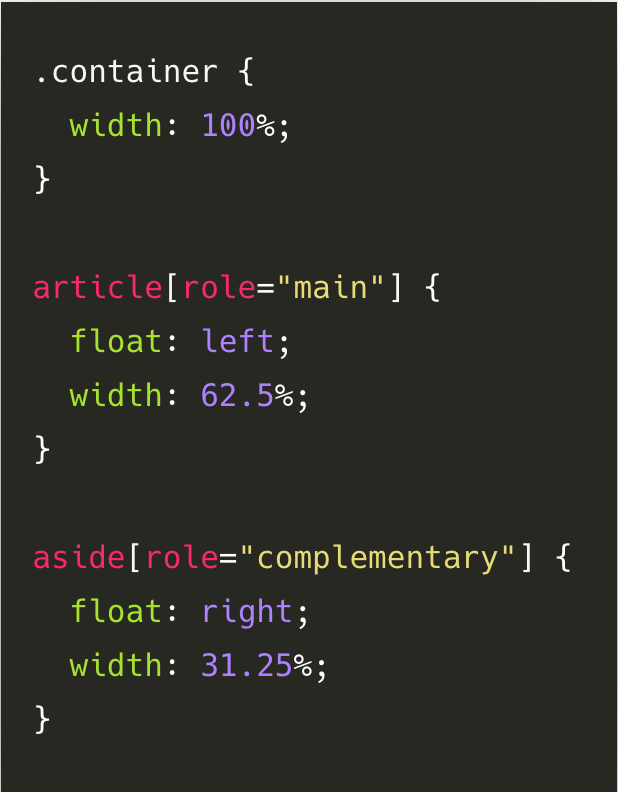 .container {
  width: 100%;
}

article[role="main"] {
  float: left;
  width: 62.5%;
}

aside[role="complementary"] {
  float: right;
  width: 31.25%;
}